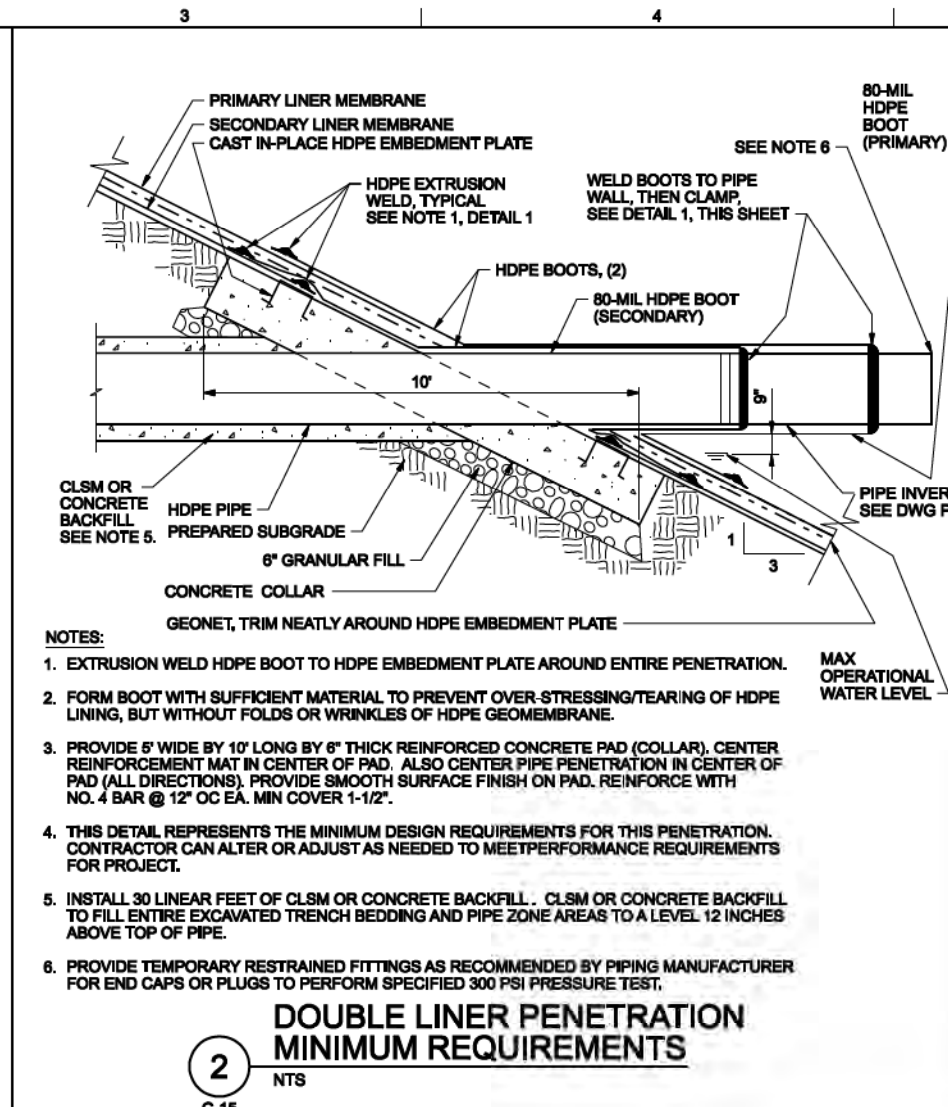 3
4
PRIMARY LINER MEMBRANE
SECONDARY LINER MEMBRANE
CAST IN-PLACE HDPE EMBEDMENT PLATE
HDPE EXTRUSION
WELD, TYPICAL
SEE NOTE 1, DETAIL 1
SEE NOTE 6
80-MIL
HDPE
BOOT
(PRIMARY)
WELD BOOTS TO PIPE
WALL, THEN CLAMP,
SEE DETAIL 1, THIS SHEET
HDPE BOOTS, (2)
80-MIL HDPE BOOT
(SECONDARY)
10'
9"
CLSM OR
CONCRETE
BACKFILL
SEE NOTE 5.
HDPE PIPE
PREPARED SUBGRADE
6" GRANULAR FILL
CONCRETE COLLAR
GEONET, TRIM NEATLY AROUND HDPE EMBEDMENT PLATE
1
3
PIPE INVER
SEE DWG P
MAX
OPERATIONAL
WATER LEVEL
NOTES:
1. EXTRUSION WELD HDPE BOOT TO HDPE EMBEDMENT PLATE AROUND ENTIRE PENETRATION.
2. FORM BOOT WITH SUFFICIENT MATERIAL TO PREVENT OVER-STRESSING/TEARING OF HDPE
LINING, BUT WITHOUT FOLDS OR WRINKLES OF HDPE GEOMEMBRANE.
3. PROVIDE 5' WIDE BY 10' LONG BY 6" THICK REINFORCED CONCRETE PAD (COLLAR). CENTER
REINFORCEMENT MAT IN CENTER OF PAD. ALSO CENTER PIPE PENETRATION IN CENTER OF
PAD (ALL DIRECTIONS). PROVIDE SMOOTH SURFACE FINISH ON PAD. REINFORCE WITH
NO. 4 BAR @ 12" OC EA. MIN COVER 1-1/2".
4. THIS DETAIL REPRESENTS THE MINIMUM DESIGN REQUIREMENTS FOR THIS PENETRATION.
CONTRACTOR CAN ALTER OR ADJUST AS NEEDED TO MEETPERFORMANCE REQUIREMENTS
FOR PROJECT.
5. INSTALL 30 LINEAR FEET OF CLSM OR CONCRETE BACKFILL. CLSM OR CONCRETE BACKFILL
TO FILL ENTIRE EXCAVATED TRENCH BEDDING AND PIPE ZONE AREAS TO A LEVEL 12 INCHES
ABOVE TOP OF PIPE.
6. PROVIDE TEMPORARY RESTRAINED FITTINGS AS RECOMMENDED BY PIPING MANUFACTURER
FOR END CAPS OR PLUGS TO PERFORM SPECIFIED 300 PSI PRESSURE TEST.
2
DOUBLE LINER PENETRATION
MINIMUM REQUIREMENTS
NTS